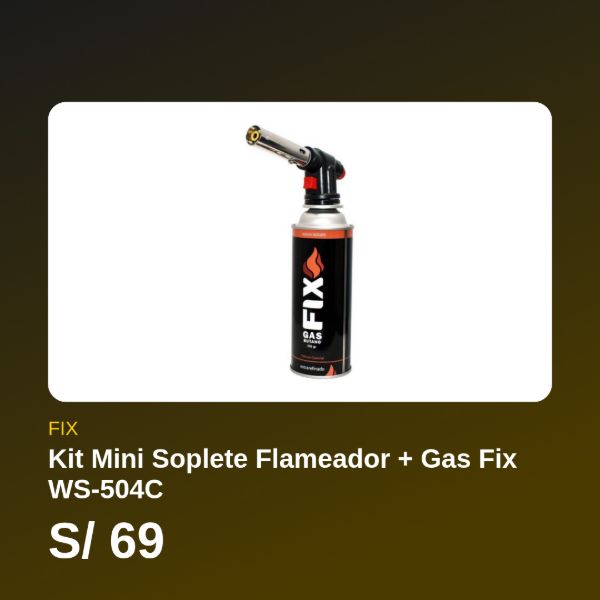 FIX
GAS
BUTANO
FIX
Kit Mini Soplete Flameador + Gas Fix
WS-504C
S/ 69